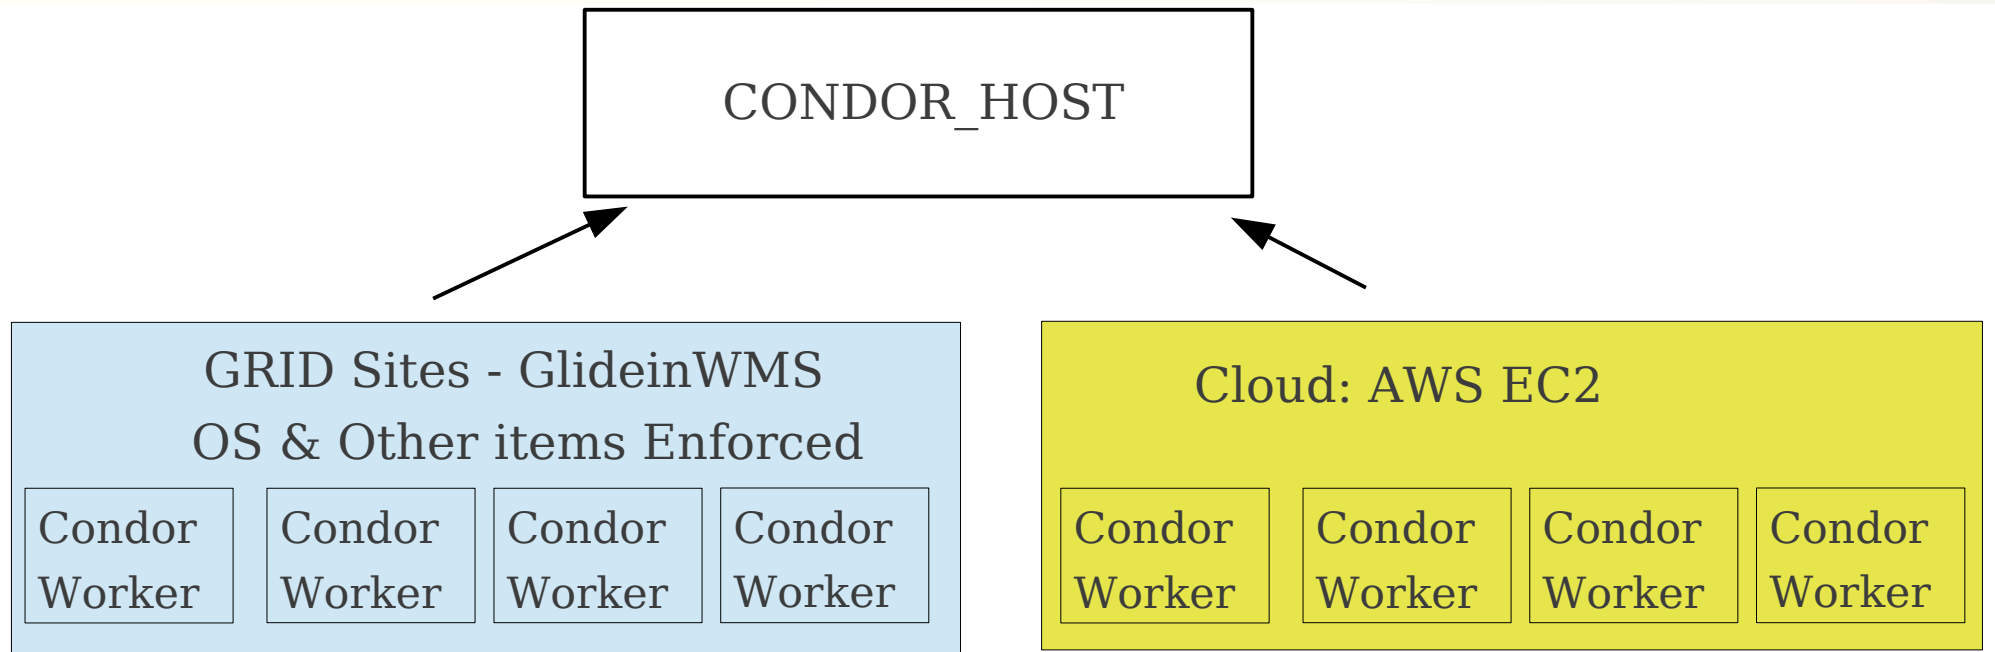 CONDOR_HOST
GRID Sites - GlideinWMS
OS & Other items Enforced
Condor
Worker
Condor
Worker
Condor
Worker
Condor
Worker
Cloud: AWS EC2
Condor
Worker
Condor
Worker
Condor
Worker
Condor
Worker